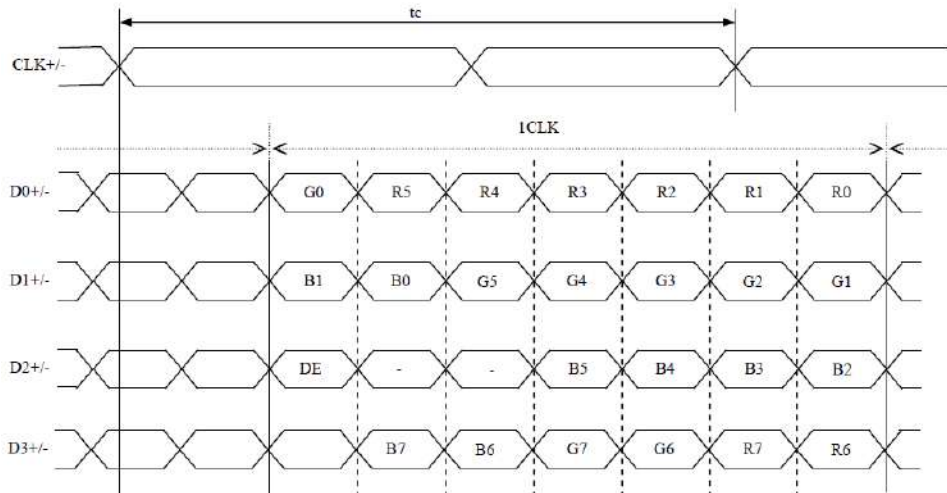 tc
CLK+/-
1CLK
D0+/- G0 R5 R4 R3 R2 R1 R0
D1+/- B1 B0 G5 G4 G3 G2 G1
D2+/- DE - - B5 B4 B3 B2
D3+/- B7 B6 G7 G6 R7 R6